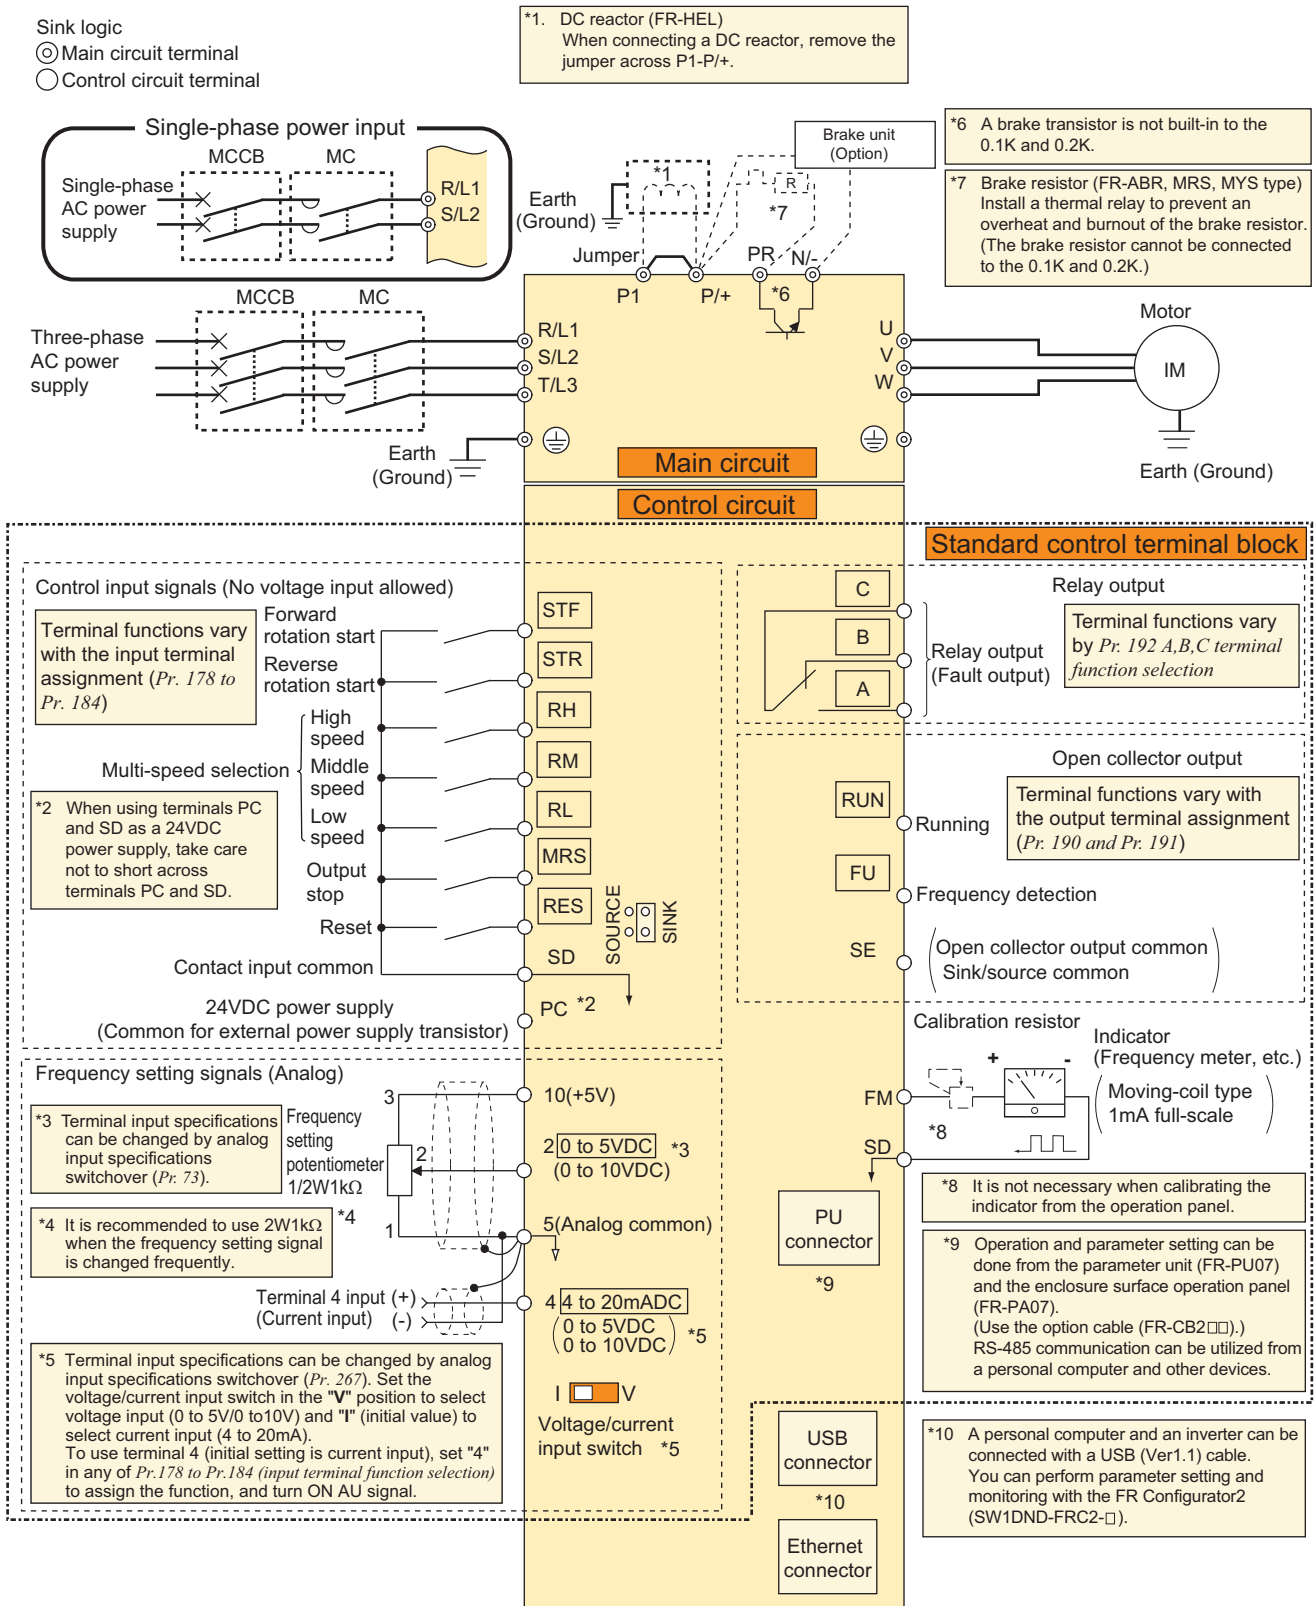 Sink logic
Main circuit terminal
Control circuit terminal
*1. DC reactor (FR-HEL)
When connecting a DC reactor, remove the
jumper across P1-P/+.
Single-phase power input
MCCB
MC
Single-phase
AC power
supply
R/L1
S/L2
Earth
(Ground)
*1
R
*7
Brake unit
(Option)
*6 A brake transistor is not built-in to the
0.1K and 0.2K.
*7 Brake resistor (FR-ABR, MRS, MYS type)
Install a thermal relay to prevent an
overheat and burnout of the brake resistor.
(The brake resistor cannot be connected
to the 0.1K and 0.2K.)
Jumper
P1
P/+
PR
N/-
*6
MCCB
MC
Three-phase
AC power
supply
R/L1
S/L2
T/L3
U
V
W
Motor
IM
Earth
(Ground)
Earth (Ground)
Main circuit
Control circuit
Standard control terminal block
Control input signals (No voltage input allowed)
Terminal functions vary
with the input terminal
assignment (Pr. 178 to
Pr. 184)
Forward
rotation start
Reverse
rotation start
High
speed
Multi-speed selection
Middle
speed
Low
speed
Output
stop
Reset
Contact input common
24VDC power supply
(Common for external power supply transistor)
*2 When using terminals PC
and SD as a 24VDC
power supply, take care
not to short across
terminals PC and SD.
STF
STR
RH
RM
RL
MRS
RES
SD
PC *2
SOURCE
SINK
C
B
A
Relay output
Relay output
(Fault output)
Terminal functions vary
by Pr. 192 A,B,C terminal
function selection
Open collector output
RUN
Running
Terminal functions vary with
the output terminal assignment
(Pr. 190 and Pr. 191)
FU
Frequency detection
SE
Open collector output common
Sink/source common
Frequency setting signals (Analog)
*3 Terminal input specifications
can be changed by analog
input specifications
switchover (Pr. 73).
Frequency
setting
potentiometer
1/2W1kΩ
*4
*4 It is recommended to use 2W1kΩ
when the frequency setting signal
is changed frequently.
3
2
1
10(+5V)
2 0 to 5VDC *3
(0 to 10VDC)
5(Analog common)
Terminal 4 input (+)
(Current input) (-)
4 4 to 20mADC
0 to 5VDC
0 to 10VDC
*5
*5 Terminal input specifications can be changed by analog
input specifications switchover (Pr. 267). Set the
voltage/current input switch in the "V" position to select
voltage input (0 to 5V/0 to10V) and "I" (initial value) to
select current input (4 to 20mA).
To use terminal 4 (initial setting is current input), set "4"
in any of Pr.178 to Pr.184 (input terminal function selection)
to assign the function, and turn ON AU signal.
I V
Voltage/current
input switch *5
Calibration resistor
Indicator
(Frequency meter, etc.)
+ -
Moving-coil type
1mA full-scale
FM
*8
SD
*8 It is not necessary when calibrating the
indicator from the operation panel.
PU
connector
*9
*9 Operation and parameter setting can be
done from the parameter unit (FR-PU07)
and the enclosure surface operation panel
(FR-PA07).
(Use the option cable (FR-CB2□□).)
RS-485 communication can be utilized from
a personal computer and other devices.
USB
connector
*10
*10 A personal computer and an inverter can be
connected with a USB (Ver1.1) cable.
You can perform parameter setting and
monitoring with the FR Configurator2
(SW1DND-FRC2-□).
Ethernet
connector